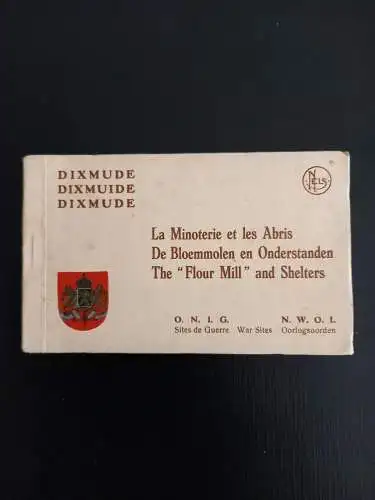 DIXMUDE
DIXMUIDE
DIXMUDE
NELS
La Minoterie et les Abris
De Bloemmolen en Onderstanden
The "Flour Mill" and Shelters
O. N. I. G.
N. W. O. I.
Sites de Guerre War Sites Oorlogsoorden